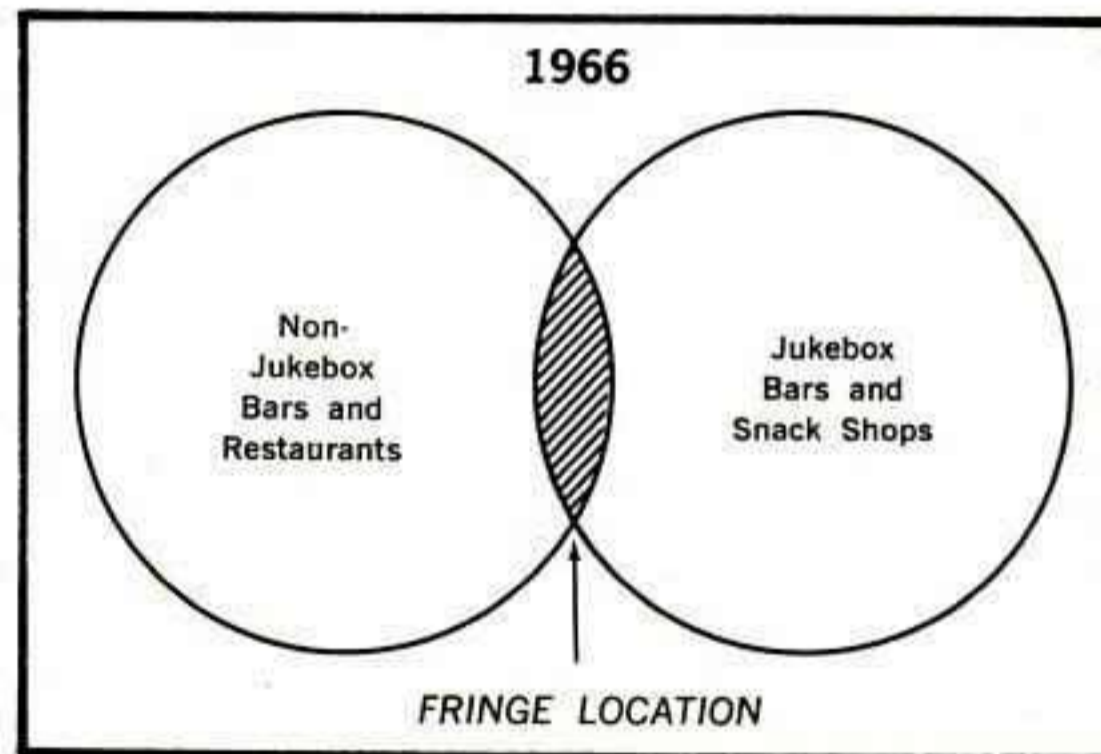 1966
Non-
Jukebox
Bars and
Restaurants
Jukebox
Bars and
Snack Shops
FRINGE LOCATION